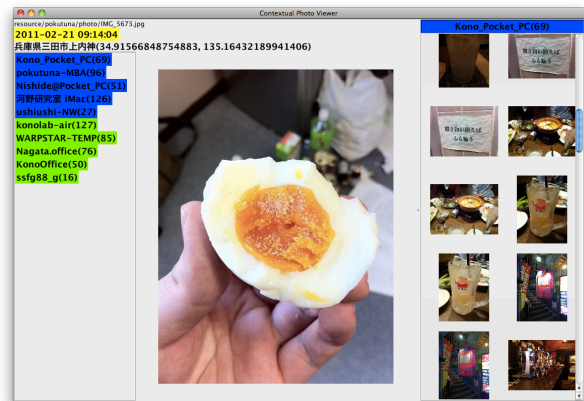 Contextual Photo Viewer
resource/pokutuna/photo/IMG_5673.jpg
2011-02-21 09:14:04
兵庫県三田市上内神(34.91566848754883, 135.16432189941406)
Kono_Pocket_PC(69)
pokutuna-MBA(96)
Nishide@Pocket_PC(51)
河野研究室 iMac(126)
ushiushi-NW(27)
konolab-air(127)
WARPSTAR-TEMP(85)
Nagata.office(76)
KonoOffice(50)
ssfg88_g(16)
Kono_Pocket_PC(69)